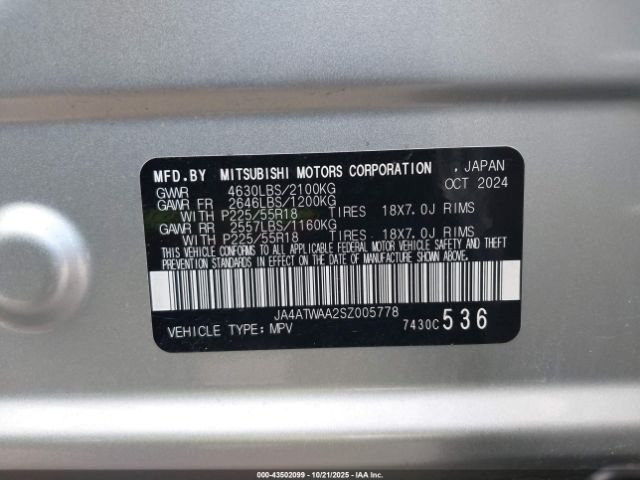 MFD.BY MITSUBISHI MOTORS CORPORATION , JAPAN
GVWR 4630LBS/2100KG OCT 2024
GAWR FR 2646LBS/1200KG
WITH P225/55R18 TIRES 18X7.0J RIMS
GAWR RR 2557LBS/1160KG
WITH P225/55R18 TIRES 18X7.0J RIMS
THIS VEHICLE CONFORMS TO ALL APPLICABLE FEDERAL MOTOR VEHICLE SAFETY AND THEFT
PREVENTION STANDARDS IN EFFECT ON THE DATE OF MANUFACTURE SHOWN ABOVE.
JA4ATWAA2SZ005778
VEHICLE TYPE: MPV 7430C 536
000-43502099 - 10/21/2025 - IAA Inc.